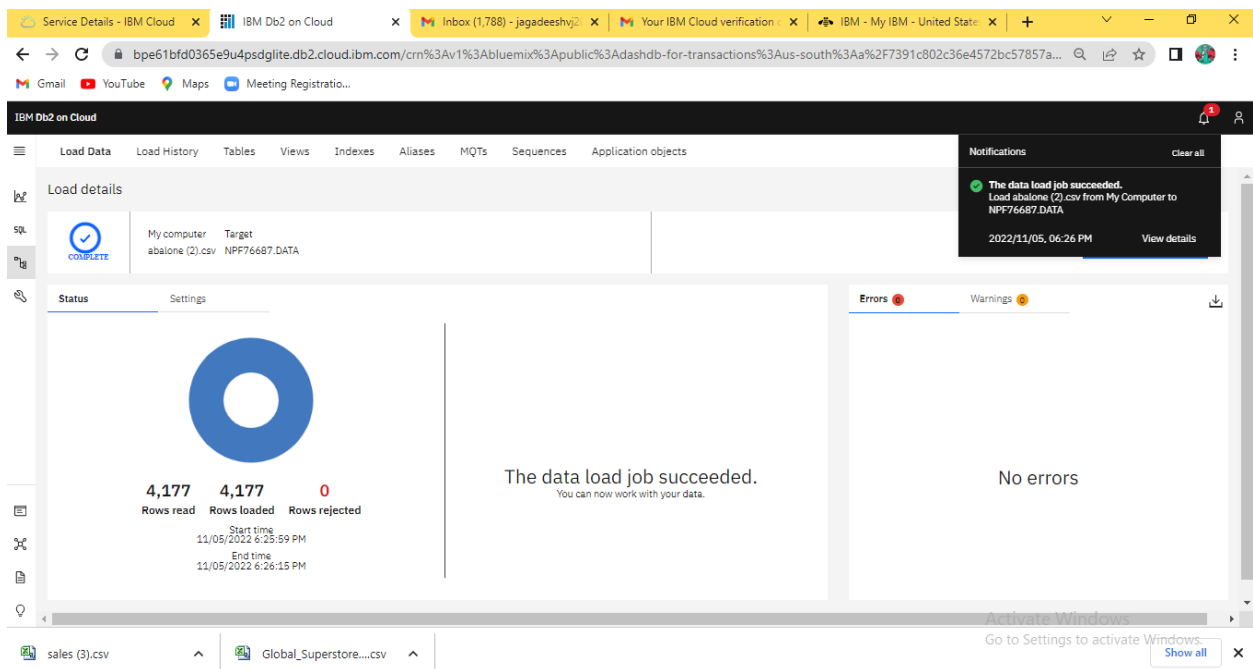 Service Details - IBM Cloud
IBM Db2 on Cloud
Inbox (1,788) - jagadeeshvj2
Your IBM Cloud verification c
IBM - My IBM - United State
bpe61bfd0365e9u4psdglite.db2.cloud.ibm.com/crn%3Av1%3Abluemix%3Apublic%3Adashdb-for-transactions%3Aus-south%3Aa%2F7391c802c36e4572bc57857a...
Gmail YouTube Maps Meeting Registratio...
IBM Db2 on Cloud
1
Load Data Load History Tables Views Indexes Aliases MQTs Sequences Application objects
Notifications Clear all
The data load job succeeded.
Load abalone (2).csv from My Computer to
NPF76687.DATA
2022/11/05, 06:26 PM View details
Load details
SQL
COMPLETE
My computer Target
abalone (2).csv NPF76687.DATA
Status Settings
Errors 0 Warnings 0
4,177 4,177 0
Rows read Rows loaded Rows rejected
Start time
11/05/2022 6:25:59 PM
End time
11/05/2022 6:26:15 PM
The data load job succeeded.
You can now work with your data.
No errors
Activate Windows
Go to Settings to activate Windows.
sales (3).csv
Global_Superstore....csv
Show all